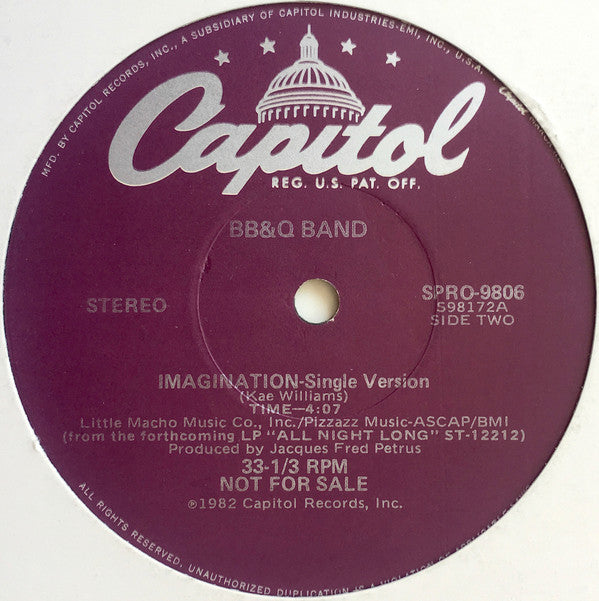 MFD. BY CAPITOL RECORDS, INC., A SUBSIDIARY OF CAPITOL INDUSTRIES-EMI, INC., U.S.A.
Capitol
Capitol
REG. U.S. PAT. OFF.
BB&Q BAND
STEREO
SPRO-9806
S98172A
SIDE TWO
IMAGINATION-Single Version
(Kae Williams)
TIME—4:07
Little Macho Music Co., Inc./Pizzazz Music-ASCAP/BMI
(from the forthcoming LP "ALL NIGHT LONG" ST-12212)
Produced by Jacques Fred Petrus
33-1/3 RPM
NOT FOR SALE
℗1982 Capitol Records, Inc.
ALL RIGHTS RESERVED. UNAUTHORIZED DUPLICATION IS A VIOLATION OF